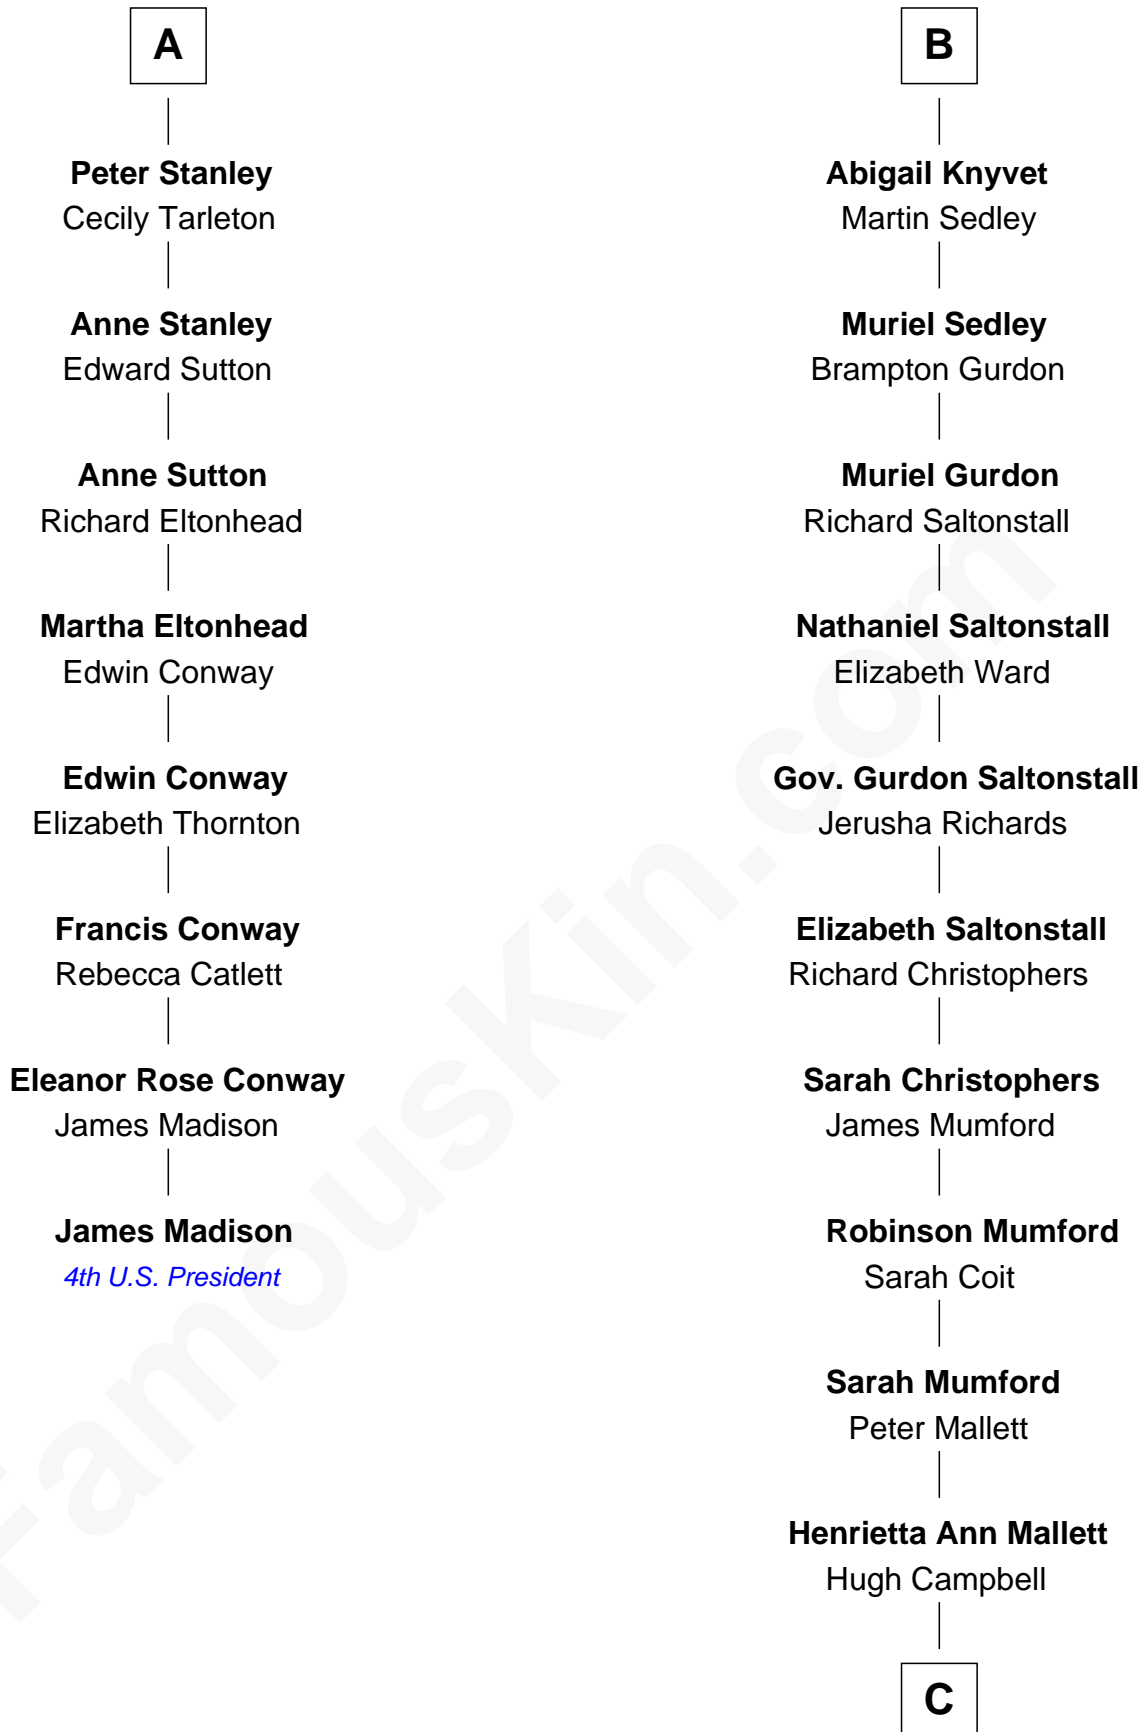 A
Peter Stanley
Cecily Tarleton
Anne Stanley
Edward Sutton
Anne Sutton
Richard Eltonhead
Martha Eltonhead
Edwin Conway
Edwin Conway
Elizabeth Thornton
Francis Conway
Rebecca Catlett
Eleanor Rose Conway
James Madison
James Madison
4th U.S. President
B
Abigail Knyvet
Martin Sedley
Muriel Sedley
Brampton Gurdon
Muriel Gurdon
Richard Saltonstall
Nathaniel Saltonstall
Elizabeth Ward
Gov. Gurdon Saltonstall
Jerusha Richards
Elizabeth Saltonstall
Richard Christophers
Sarah Christophers
James Mumford
Robinson Mumford
Sarah Coit
Sarah Mumford
Peter Mallett
Henrietta Ann Mallett
Hugh Campbell
C
FamousKin.com